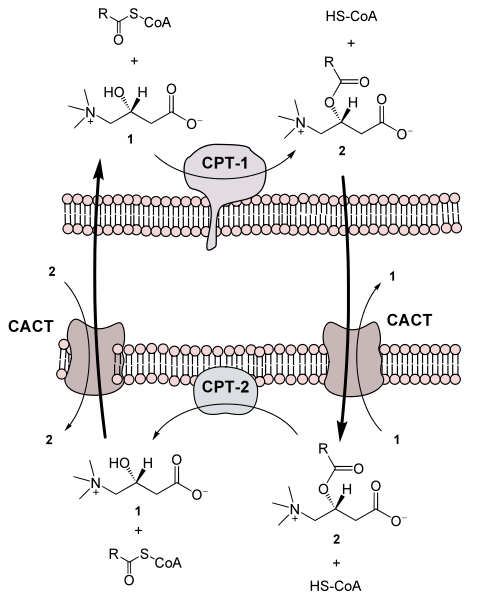 R S CoA
O
+
HO H O
N+ O−
1
HS-CoA
+
R
O
O H O
N+ O−
2
CPT-1
2
1
CACT
CACT
CPT-2
2
1
HO H O
N+ O−
1
+
R S CoA
O
R
O
O H O
N+ O−
2
+
HS-CoA